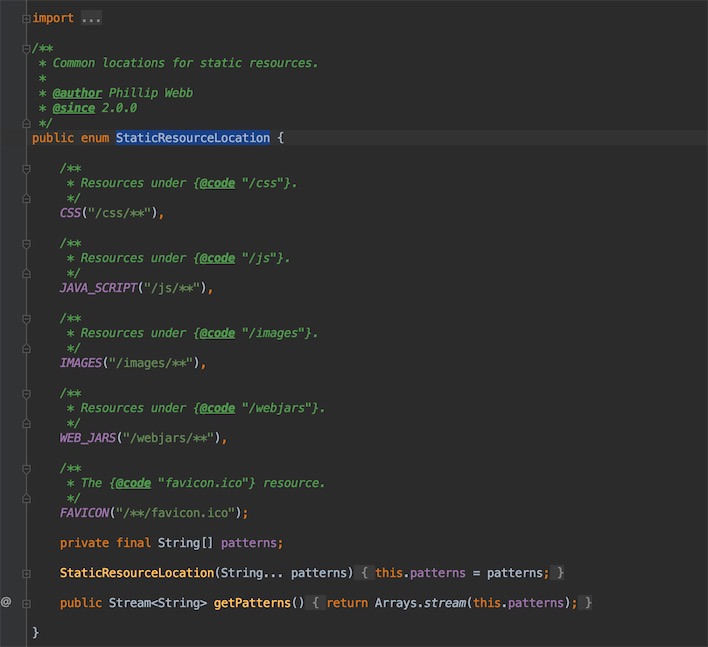 import ...
/**
 * Common locations for static resources.
 *
 * @author Phillip Webb
 * @since 2.0.0
 */
public enum StaticResourceLocation {
    /**
     * Resources under {@code "/css"}.
     */
    CSS("/css/**"),
    /**
     * Resources under {@code "/js"}.
     */
    JAVA_SCRIPT("/js/**"),
    /**
     * Resources under {@code "/images"}.
     */
    IMAGES("/images/**"),
    /**
     * Resources under {@code "/webjars"}.
     */
    WEB_JARS("/webjars/**"),
    /**
     * The {@code "favicon.ico"} resource.
     */
    FAVICON("/**/favicon.ico");
    private final String[] patterns;
    StaticResourceLocation(String... patterns) { this.patterns = patterns; }
@    public Stream<String> getPatterns() { return Arrays.stream(this.patterns); }
}